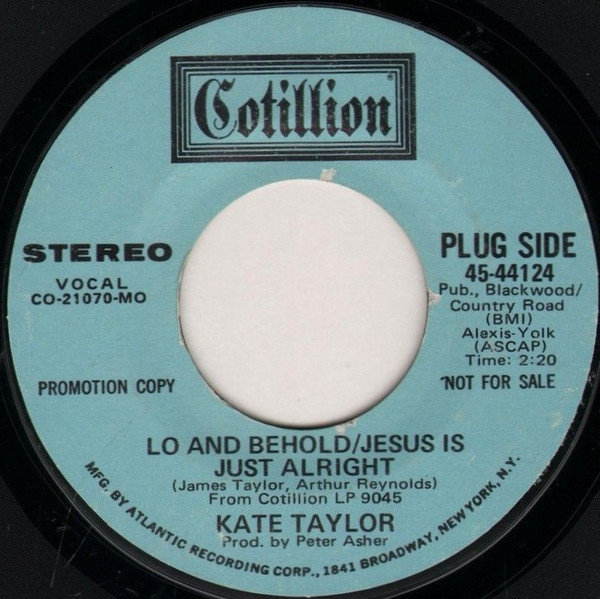 Cotillion
STEREO
VOCAL
CO-21070-MO
PROMOTION COPY
PLUG SIDE
45-44124
Pub., Blackwood/
Country Road
(BMI)
Alexis-Yolk
(ASCAP)
Time: 2:20
NOT FOR SALE
LO AND BEHOLD/JESUS IS
JUST ALRIGHT
(James Taylor, Arthur Reynolds)
From Cotillion LP 9045
KATE TAYLOR
Prod. by Peter Asher
MFG. BY ATLANTIC RECORDING CORP., 1841 BROADWAY, NEW YORK, N.Y.